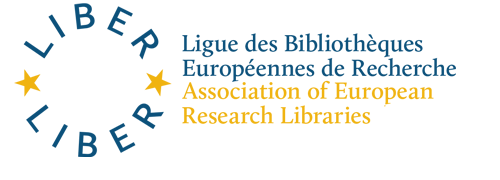 LIBER
LIBER
Ligue des Bibliothèques
Européennes de Recherche
Association of European
Research Libraries